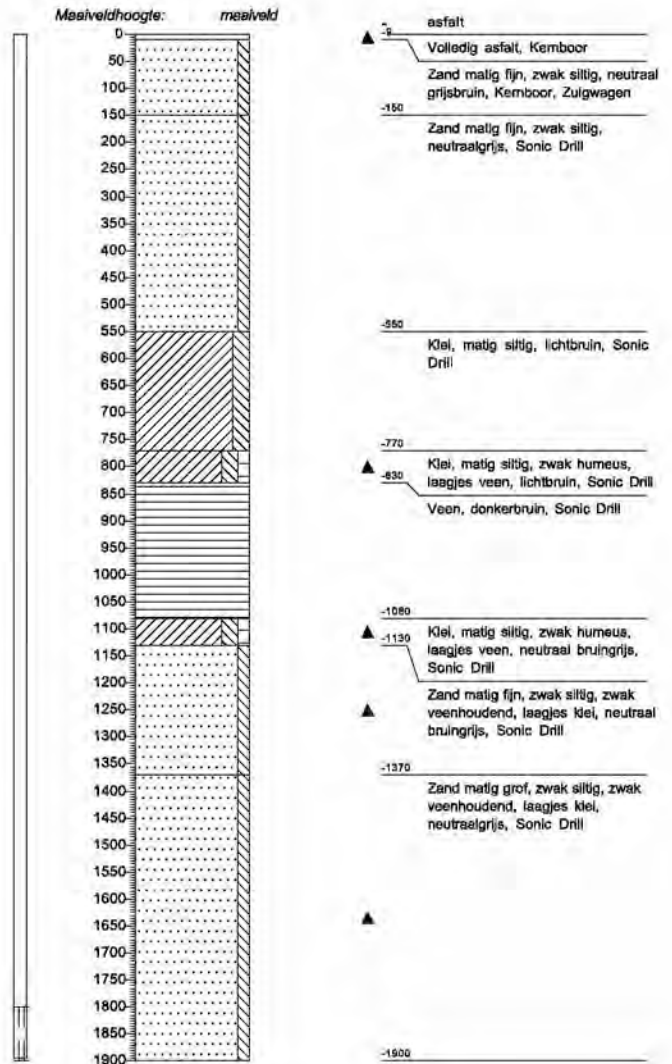 Maaiveldhoogte: maaiveld
asfalt
0
-9
Volledig asfalt, Kernboor
50
Zand matig fijn, zwak siltig, neutraal
grijsbruin, Kernboor, Zuigwagen
100
150
-150
Zand matig fijn, zwak siltig,
neutraalgrijs, Sonic Drill
200
250
300
350
400
450
500
550
-550
Klei, matig siltig, lichtbruin, Sonic
Drill
600
650
700
750
-770
Klei, matig siltig, zwak humeus,
laagjes veen, lichtbruin, Sonic Drill
800
-830
Veen, donkerbruin, Sonic Drill
850
900
950
1000
1050
-1080
Klei, matig siltig, zwak humeus,
laagjes veen, neutraal bruingrijs,
Sonic Drill
1100
-1130
1150
Zand matig fijn, zwak siltig, zwak
veenhoudend, laagjes klei, neutraal
bruingrijs, Sonic Drill
1200
1250
1300
1350
-1370
Zand matig grof, zwak siltig, zwak
veenhoudend, laagjes klei,
neutraalgrijs, Sonic Drill
1400
1450
1500
1550
1600
1650
1700
1750
1800
1850
1900
-1900